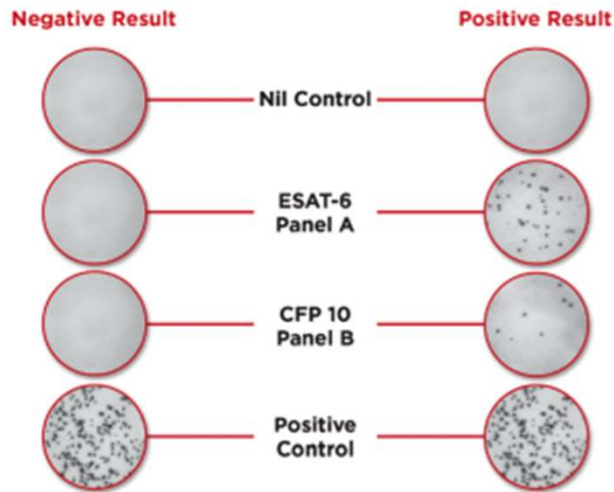 Negative Result
Positive Result
Nil Control
ESAT-6
Panel A
CFP 10
Panel B
Positive
Control